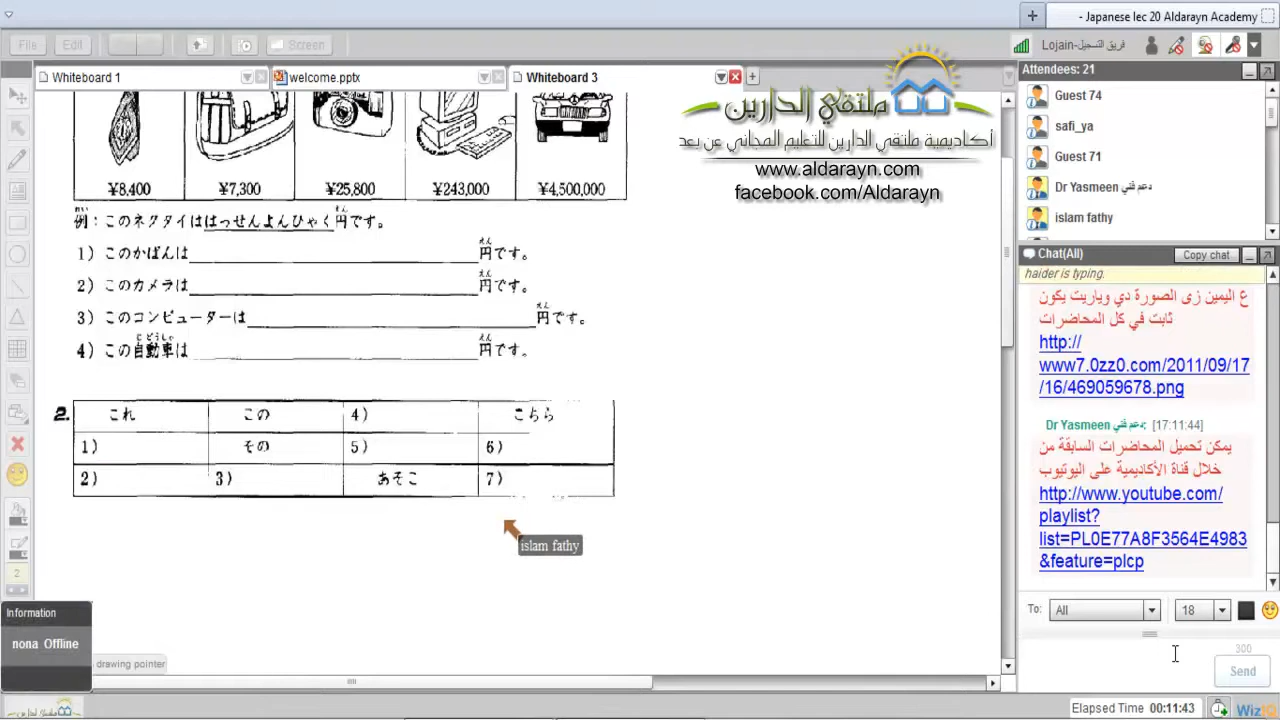 - Japanese lec 20 Aldarayn Academy
File Edit Screen
Lojain-فريق التسجيل
Whiteboard 1
welcome.pptx
Whiteboard 3
ملتقي الدارين
أكاديمية ملتقي الدارين للتعليم المجاني عن بعد
www.aldarayn.com
facebook.com/Aldarayn
Attendees: 21
Guest 74
safi_ya
Guest 71
Dr Yasmeen دعم فني
islam fathy
¥8,400 ¥7,300 ¥25,800 ¥243,000 ¥4,500,000
例:このネクタイははっせんよんひゃく円です。
1)このかばんは 円です。
2)このカメラは 円です。
3)このコンピューターは 円です。
4)この自動車は 円です。
2. これ この 4) こちら
1) その 5) 6)
2) 3) あそこ 7)
islam fathy
Chat(All)
Copy chat
haider is typing.
ع اليمين زى الصورة دي وياريت يكون
ثابت في كل المحاضرات
http://
www7.0zz0.com/2011/09/17
/16/469059678.png
Dr Yasmeen دعم فني: [17:11:44]
يمكن تحميل المحاضرات السابقة من
خلال قناة الأكاديمية على اليوتيوب
http://www.youtube.com/
playlist?
list=PL0E77A8F3564E4983
&feature=plcp
To: All 18
300
Send
2
Information
nona Offline
drawing pointer
ملتقي الدارين
Elapsed Time 00:11:43
WizIQ